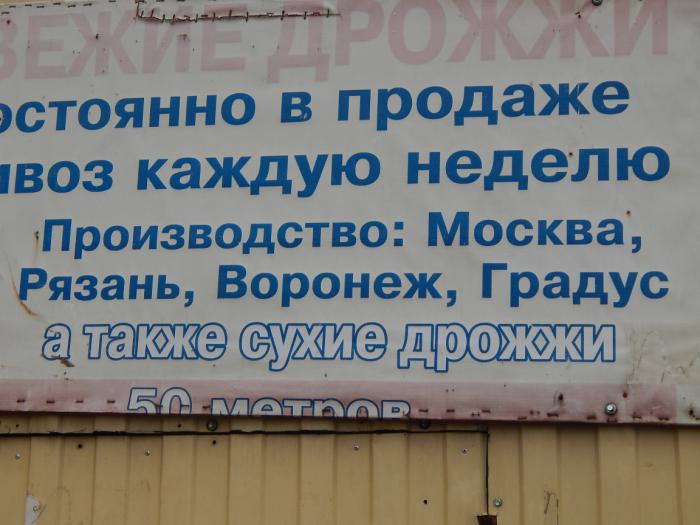 ВЕЖИЕ ДРОЖЖИ
остоянно в продаже
ивоз каждую неделю
Производство: Москва,
Рязань, Воронеж, Градус
а также сухие дрожжи
50 метров